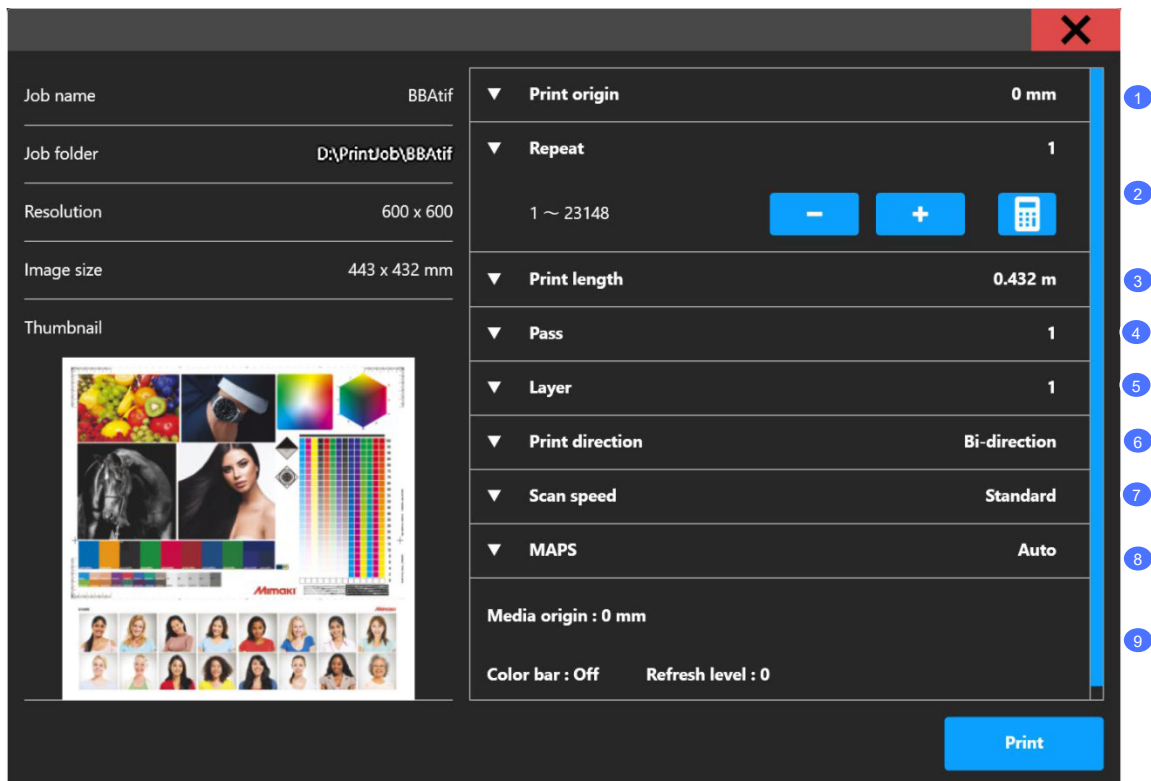 Job name BBAtif
Job folder D:\PrintJob\BBAtif
Resolution 600 x 600
Image size 443 x 432 mm
Thumbnail
Mimaki
▼ Print origin 0 mm
▼ Repeat 1
1 ~ 23148 - +
▼ Print length 0.432 m
▼ Pass 1
▼ Layer 1
▼ Print direction Bi-direction
▼ Scan speed Standard
▼ MAPS Auto
Media origin : 0 mm
Color bar : Off Refresh level : 0
Print
1
2
3
4
5
6
7
8
9